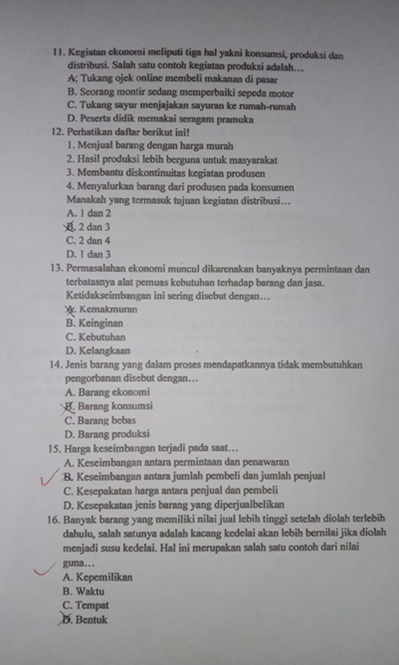 11. Kegiatan ekonomi meliputi tiga hal yakni konsumsi, produksi dan
distribusi. Salah satu contoh kegiatan produksi adalah…
A. Tukang ojek online membeli makanan di pasar
B. Seorang montir sedang memperbaiki sepeda motor
C. Tukang sayur menjajakan sayuran ke rumah-rumah
D. Peserta didik memakai seragam pramuka
12. Perhatikan daftar berikut ini!
1. Menjual barang dengan harga murah
2. Hasil produksi lebih berguna untuk masyarakat
3. Membantu diskontinuitas kegiatan produsen
4. Menyalurkan barang dari produsen pada konsumen
Manakah yang termasuk tujuan kegiatan distribusi…
A. 1 dan 2
B. 2 dan 3
C. 2 dan 4
D. 1 dan 3
13. Permasalahan ekonomi muncul dikarenakan banyaknya permintaan dan
terbatasnya alat pemuas kebutuhan terhadap barang dan jasa.
Ketidakseimbangan ini sering disebut dengan…
A. Kemakmuran
B. Keinginan
C. Kebutuhan
D. Kelangkaan
14. Jenis barang yang dalam proses mendapatkannya tidak membutuhkan
pengorbanan disebut dengan…
A. Barang ekonomi
B. Barang konsumsi
C. Barang bebas
D. Barang produksi
15. Harga keseimbangan terjadi pada saat…
A. Keseimbangan antara permintaan dan penawaran
B. Keseimbangan antara jumlah pembeli dan jumlah penjual
C. Kesepakatan harga antara penjual dan pembeli
D. Kesepakatan jenis barang yang diperjualbelikan
16. Banyak barang yang memiliki nilai jual lebih tinggi setelah diolah terlebih
dahulu, salah satunya adalah kacang kedelai akan lebih bernilai jika diolah
menjadi susu kedelai. Hal ini merupakan salah satu contoh dari nilai
guna…
A. Kepemilikan
B. Waktu
C. Tempat
D. Bentuk